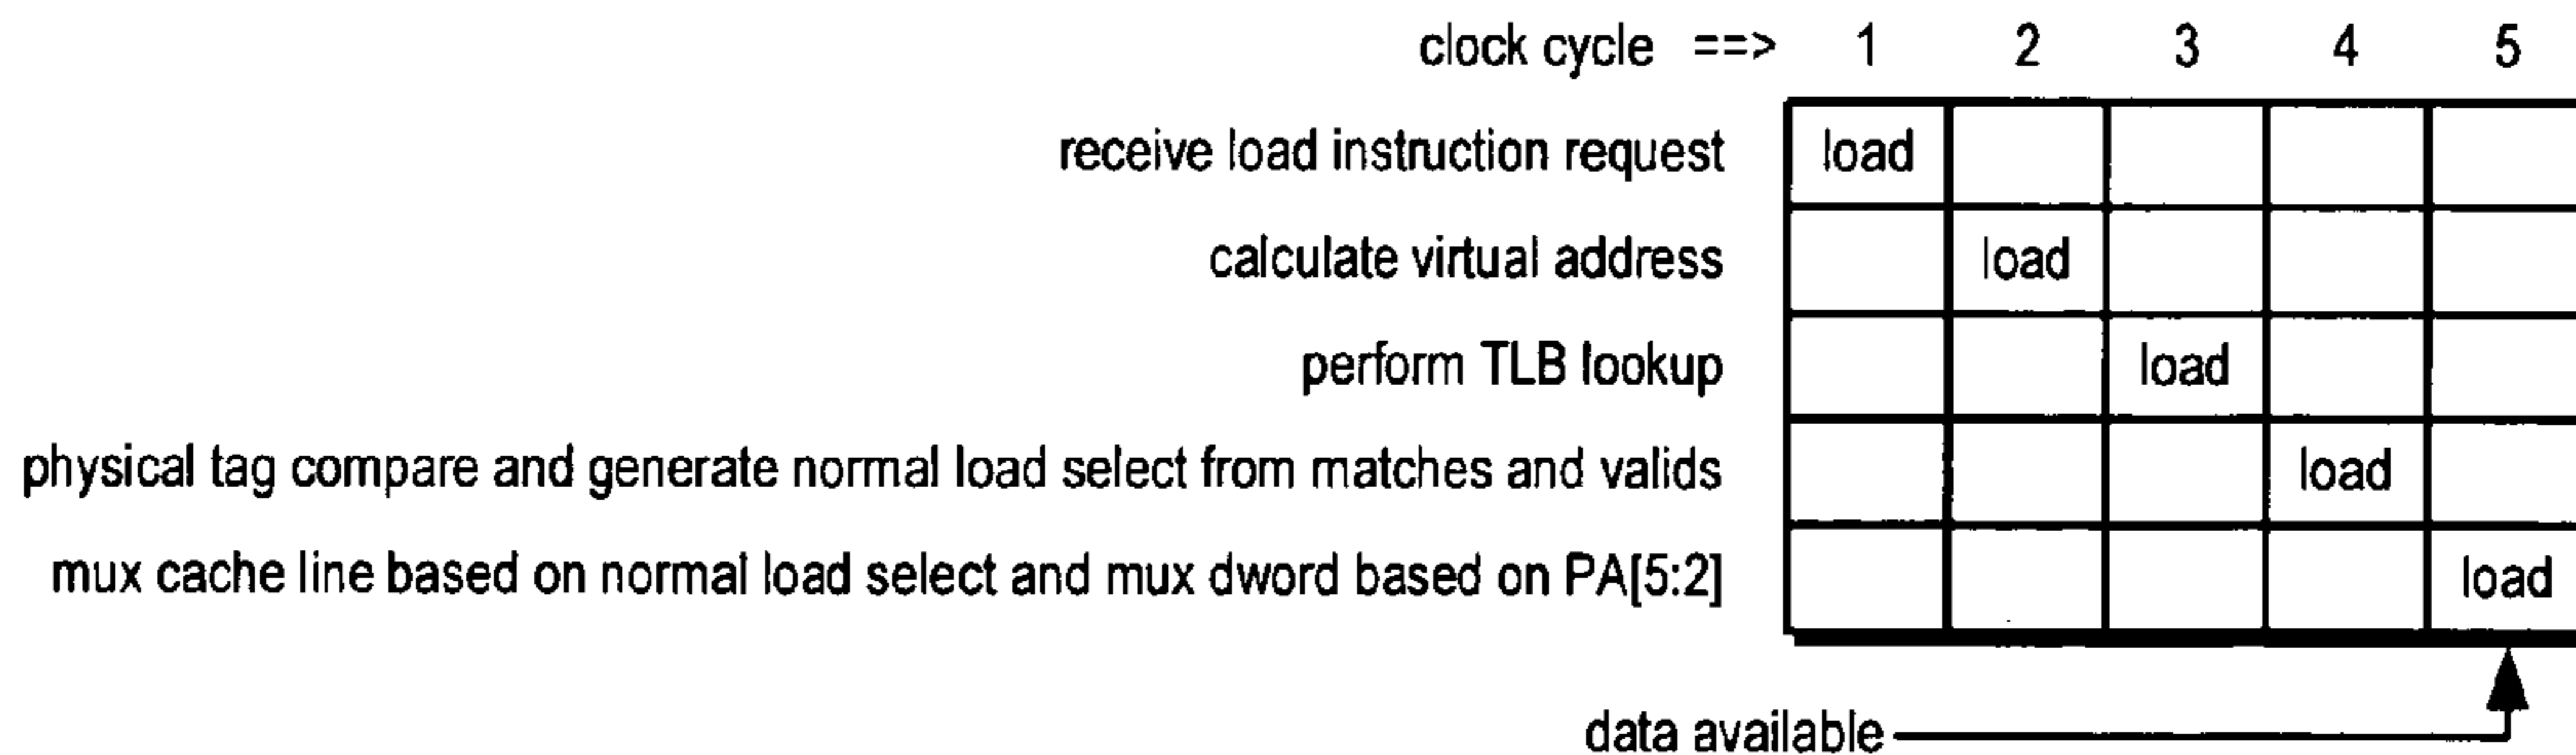 clock cycle ==> 1 2 3 4 5
receive load instruction request load
calculate virtual address load
perform TLB lookup load
physical tag compare and generate normal load select from matches and valids load
mux cache line based on normal load select and mux dword based on PA[5:2] load
data available